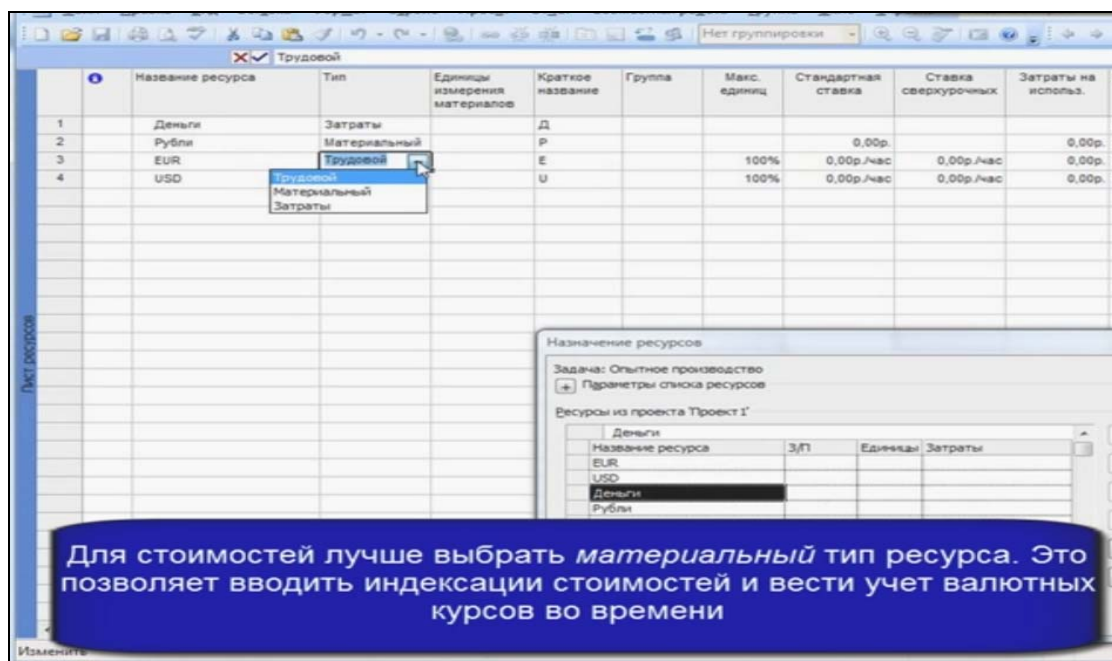 Нет группировки
Трудовой
Название ресурса Тип Единицы измерения материалов Краткое название Группа Макс. единиц Стандартная ставка Ставка сверхурочных Затраты на использ.
1 Деньги Затраты Д
2 Рубли Материальный Р 0,00р. 0,00р.
3 EUR Трудовой E 100% 0,00р./час 0,00р./час 0,00р.
4 USD U 100% 0,00р./час 0,00р./час 0,00р.
Трудовой
Материальный
Затраты
Лист ресурсов
Назначение ресурсов
Задача: Опытное производство
+ Параметры списка ресурсов
Ресурсы из проекта 'Проект1'
Деньги
Название ресурса З/П Единицы Затраты
EUR
USD
Деньги
Рубли
Для стоимостей лучше выбрать материальный тип ресурса. Это
позволяет вводить индексации стоимостей и вести учет валютных
курсов во времени
Изменить